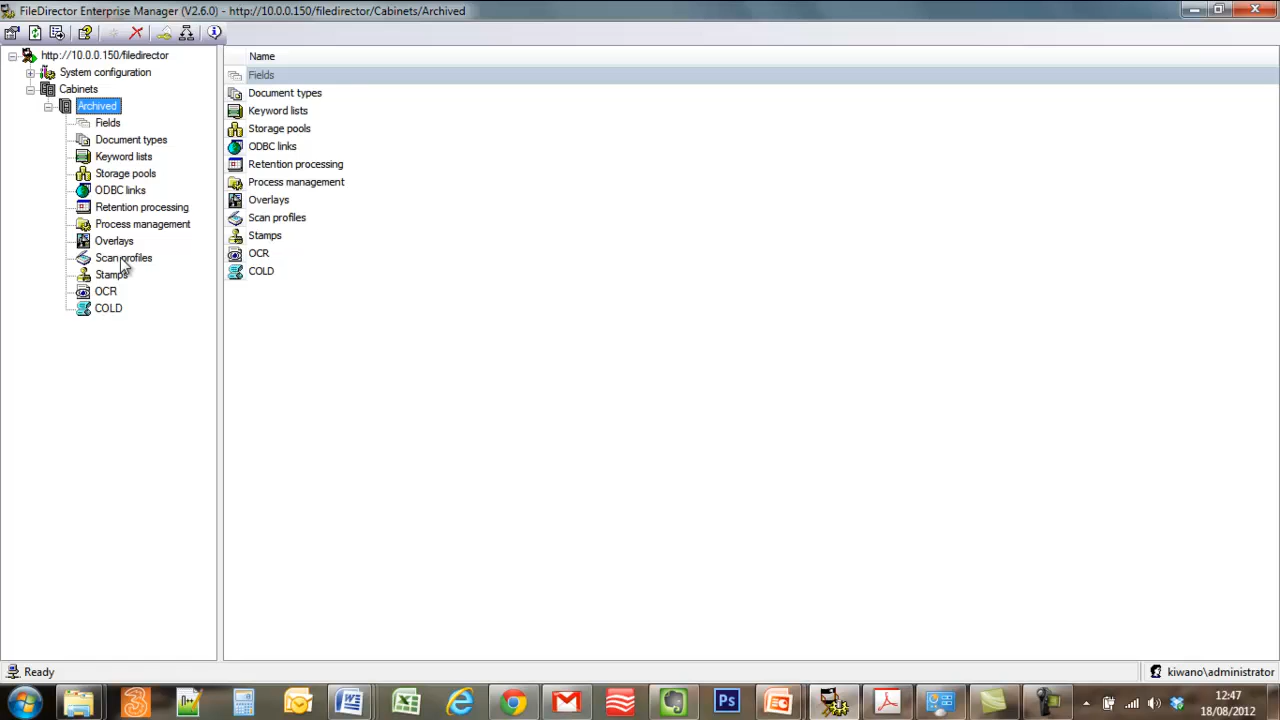 FileDirector Enterprise Manager (V2.6.0) - http://10.0.0.150/filedirector/Cabinets/Archived
http://10.0.0.150/filedirector
System configuration
Cabinets
Archived
Fields
Document types
Keyword lists
Storage pools
ODBC links
Retention processing
Process management
Overlays
Scan profiles
Stamps
OCR
COLD
Name
Fields
Document types
Keyword lists
Storage pools
ODBC links
Retention processing
Process management
Overlays
Scan profiles
Stamps
OCR
COLD
Ready
kiwano\administrator
12:47
18/08/2012